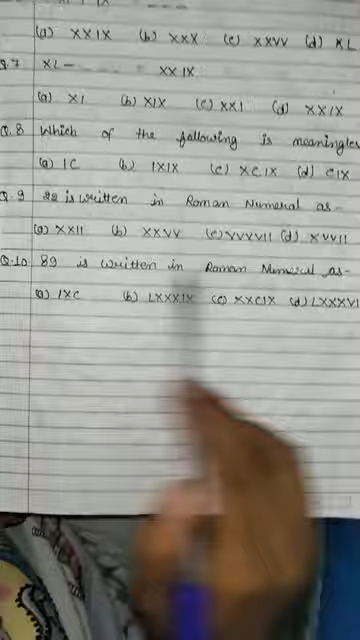 (a) XXIX (b) XXX (c) XXVV (d) XL
Q.7 XL - XXIX
(a) XI (b) XIX (c) XXI (d) XXIX
Q.8 Which of the following is meaningles
(a) IC (b) IXIX (c) XCIX (d) CIX
Q.9 22 is written in Roman Numeral as-
(a) XXII (b) XXVV (c) VVVVII (d) XVVII
Q.10 89 is written in Roman Numeral as-
(a) IXC (b) LXXXIX (c) XXCIX (d) LXXXVI